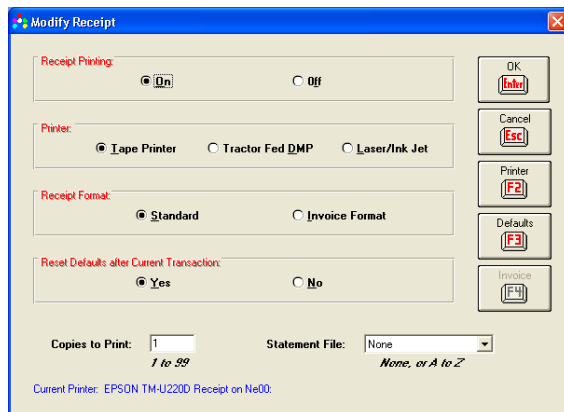 Modify Receipt
Receipt Printing:
On Off
Printer:
Tape Printer Tractor Fed DMP Laser/Ink Jet
Receipt Format:
Standard Invoice Format
Reset Defaults after Current Transaction:
Yes No
Copies to Print: 1 Statement File: None
1 to 99 None, or A to Z
Current Printer: EPSON TM-U220D Receipt on Ne00:
OK
Enter
Cancel
Esc
Printer
F2
Defaults
F3
Invoice
F4